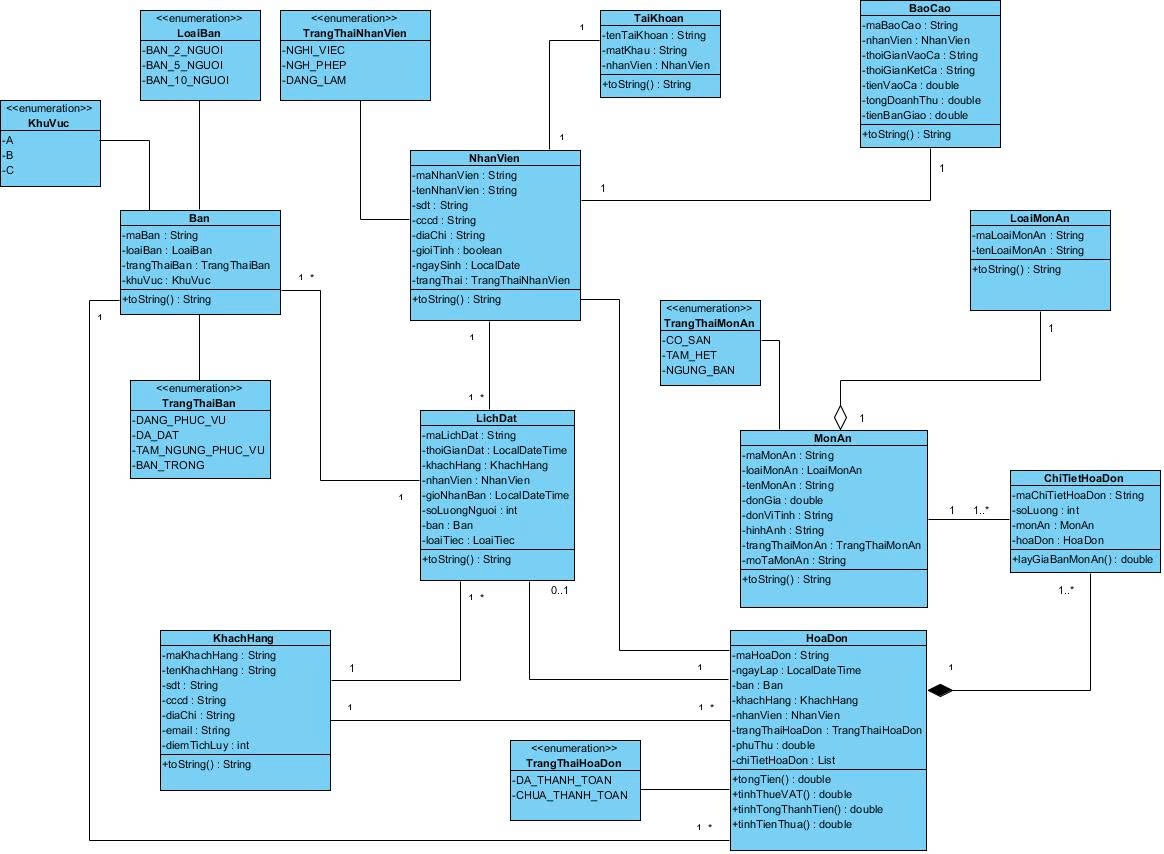 <<enumeration>>
LoaiBan
-BAN_2_NGUOI
-BAN_5_NGUOI
-BAN_10_NGUOI
<<enumeration>>
TrangThaiNhanVien
-NGHI_VIEC
-NGH_PHEP
-DANG_LAM
TaiKhoan
-tenTaiKhoan : String
-matKhau : String
-nhanVien : NhanVien
+toString() : String
BaoCao
-maBaoCao : String
-nhanVien : NhanVien
-thoiGianVaoCa : String
-thoiGianKetCa : String
-tienVaoCa : double
-tongDoanhThu : double
-tienBanGiao : double
+toString() : String
<<enumeration>>
KhuVuc
-A
-B
-C
1
1
1
1
NhanVien
-maNhanVien : String
-tenNhanVien : String
-sdt : String
-cccd : String
-diaChi : String
-gioiTinh : boolean
-ngaySinh : LocalDate
-trangThai : TrangThaiNhanVien
+toString() : String
Ban
-maBan : String
-loaiBan : LoaiBan
-trangThaiBan : TrangThaiBan
-khuVuc : KhuVuc
+toString() : String
1 *
1
LoaiMonAn
-maLoaiMonAn : String
-tenLoaiMonAn : String
+toString() : String
<<enumeration>>
TrangThaiMonAn
-CO_SAN
-TAM_HET
-NGUNG_BAN
1
1
1 *
<<enumeration>>
TrangThaiBan
-DANG_PHUC_VU
-DA_DAT
-TAM_NGUNG_PHUC_VU
-BAN_TRONG
LichDat
-maLichDat : String
-thoiGianDat : LocalDateTime
-khachHang : KhachHang
-nhanVien : NhanVien
-gioNhanBan : LocalDateTime
-soLuongNguoi : int
-ban : Ban
-loaiTiec : LoaiTiec
+toString() : String
1
1
MonAn
-maMonAn : String
-loaiMonAn : LoaiMonAn
-tenMonAn : String
-donGia : double
-donViTinh : String
-hinhAnh : String
-trangThaiMonAn : TrangThaiMonAn
-moTaMonAn : String
+toString() : String
1
1..*
ChiTietHoaDon
-maChiTietHoaDon : String
-soLuong : int
-monAn : MonAn
-hoaDon : HoaDon
+layGiaBanMonAn() : double
1 *
0..1
1..*
KhachHang
-maKhachHang : String
-tenKhachHang : String
-sdt : String
-cccd : String
-diaChi : String
-email : String
-diemTichLuy : int
+toString() : String
1
1
1
1
1 *
HoaDon
-maHoaDon : String
-ngayLap : LocalDateTime
-ban : Ban
-khachHang : KhachHang
-nhanVien : NhanVien
-trangThaiHoaDon : TrangThaiHoaDon
-phuThu : double
-chiTietHoaDon : List
+tongTien() : double
+tinhThueVAT() : double
+tinhTongThanhTien() : double
+tinhTienThua() : double
<<enumeration>>
TrangThaiHoaDon
-DA_THANH_TOAN
-CHUA_THANH_TOAN
1 *